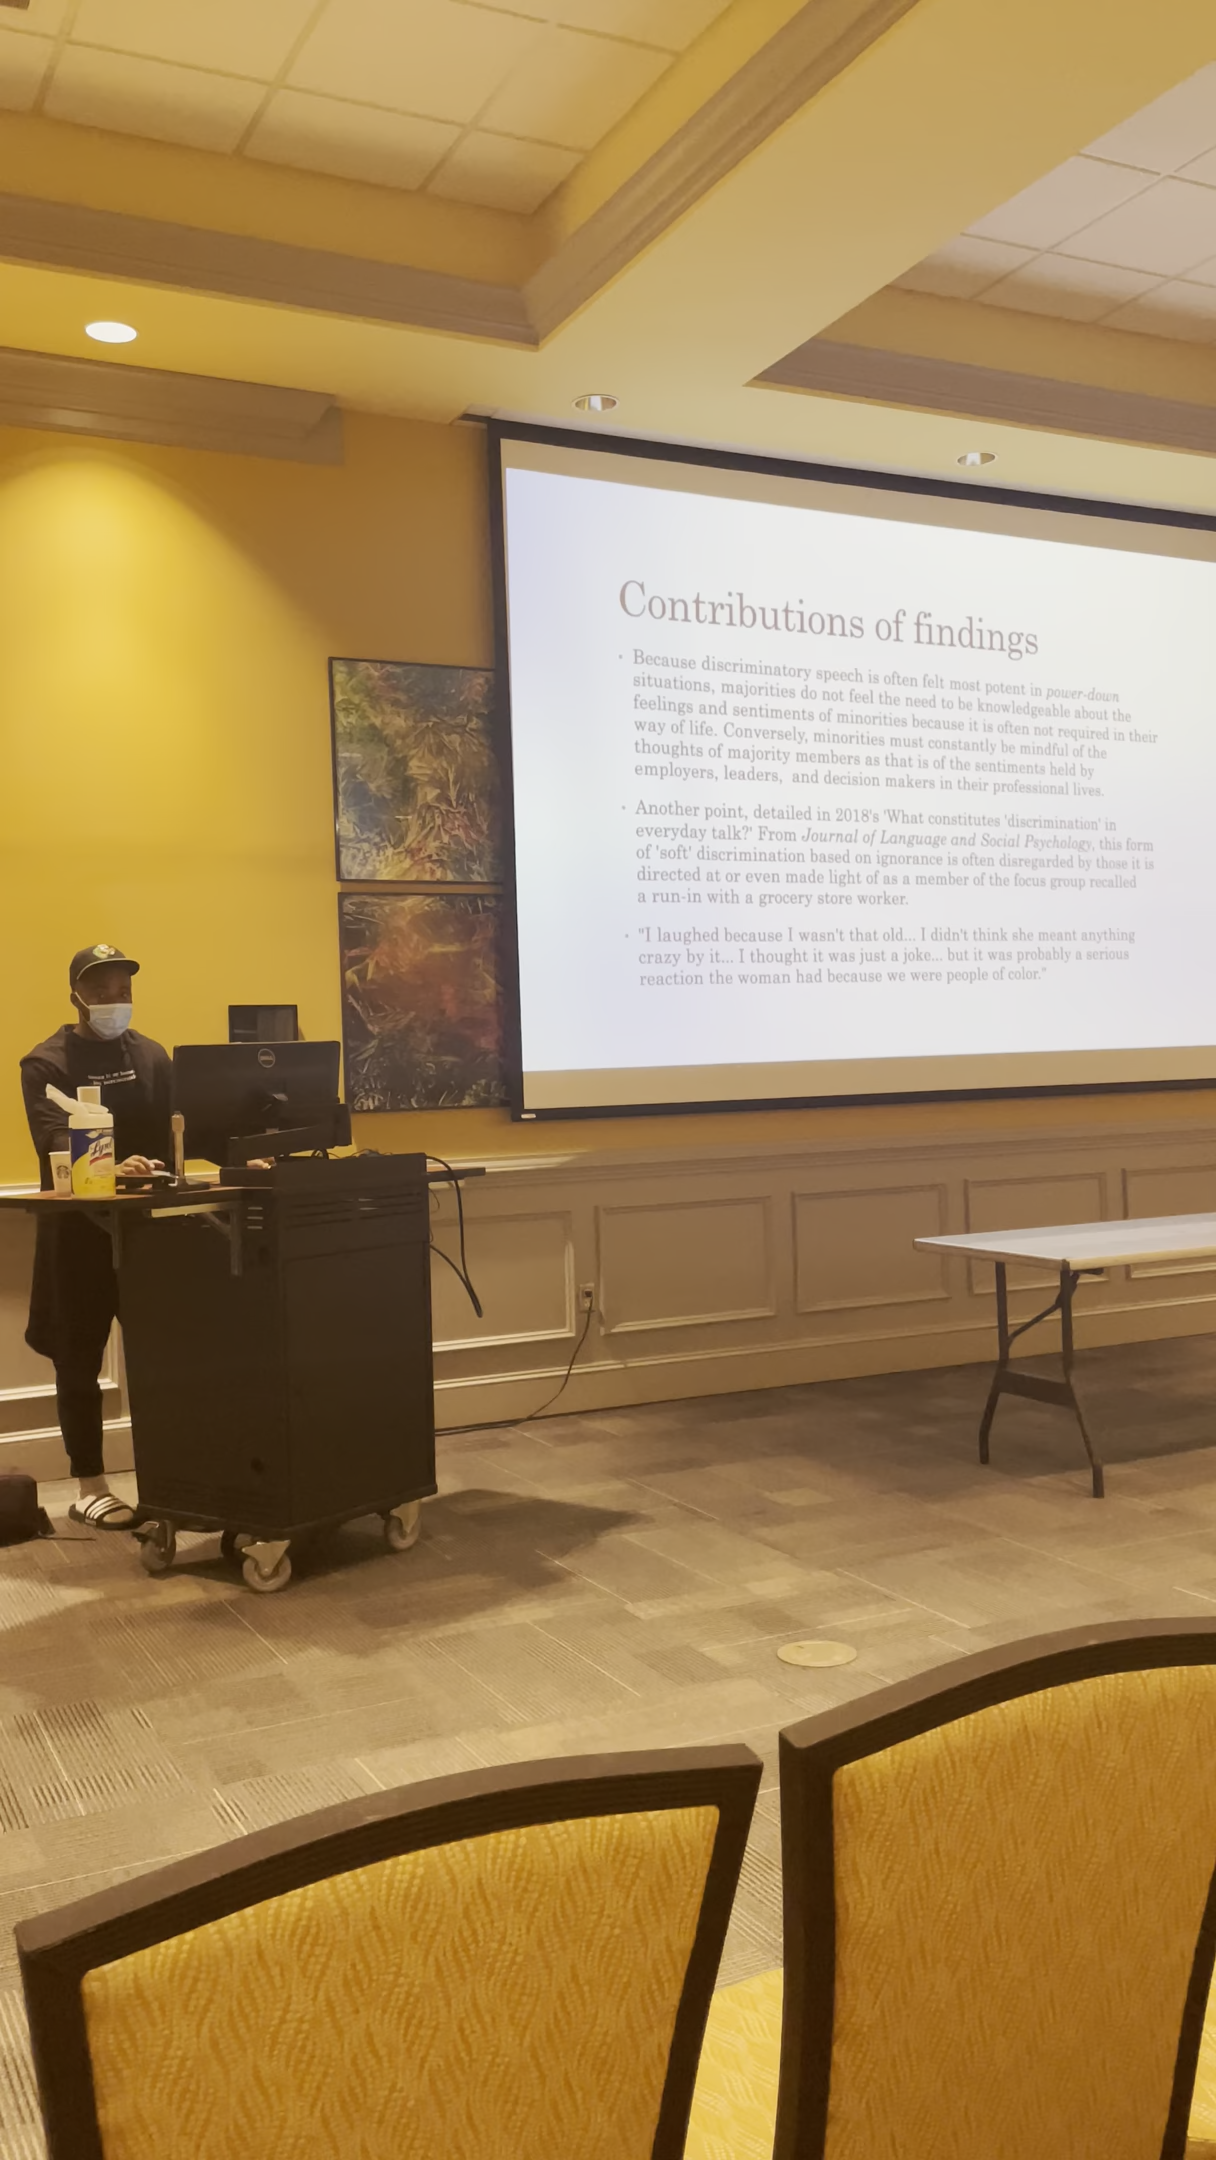 Contributions of findings
• Because discriminatory speech is often felt most potent in power-down
situations, majorities do not feel the need to be knowledgeable about the
feelings and sentiments of minorities because it is often not required in their
way of life. Conversely, minorities must constantly be mindful of the
thoughts of majority members as that is of the sentiments held by
employers, leaders, and decision makers in their professional lives.
• Another point, detailed in 2018's 'What constitutes 'discrimination' in
everyday talk?' From Journal of Language and Social Psychology, this form
of 'soft' discrimination based on ignorance is often disregarded by those it is
directed at or even made light of as a member of the focus group recalled
a run-in with a grocery store worker.
• "I laughed because I wasn't that old... I didn't think she meant anything
crazy by it... I thought it was just a joke... but it was probably a serious
reaction the woman had because we were people of color."
DELL
Lysol